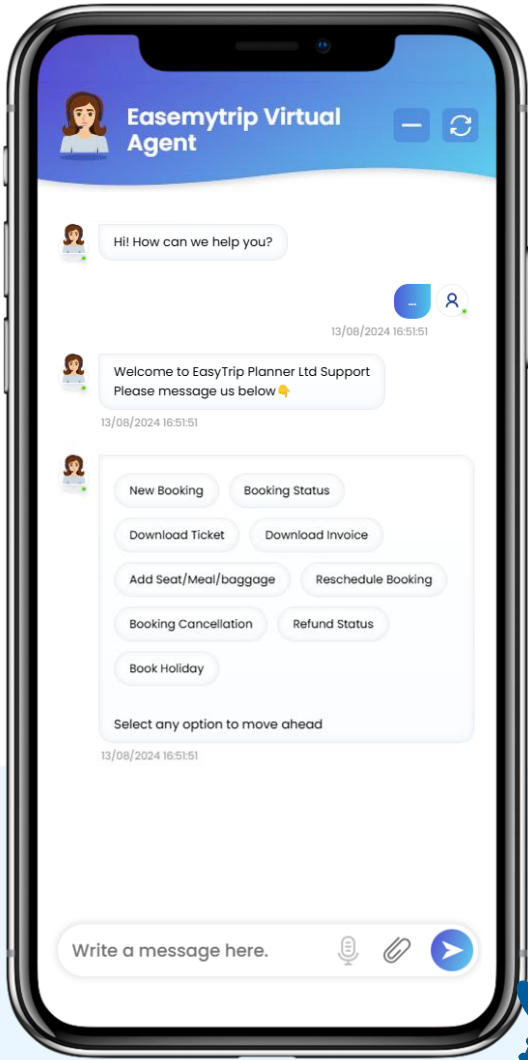 Easemytrip Virtual
Agent
Hi! How can we help you?
...
13/08/2024 16:51:51
Welcome to EasyTrip Planner Ltd Support
Please message us below👇
13/08/2024 16:51:51
New Booking Booking Status
Download Ticket Download Invoice
Add Seat/Meal/baggage Reschedule Booking
Booking Cancellation Refund Status
Book Holiday
Select any option to move ahead
13/08/2024 16:51:51
Write a message here.